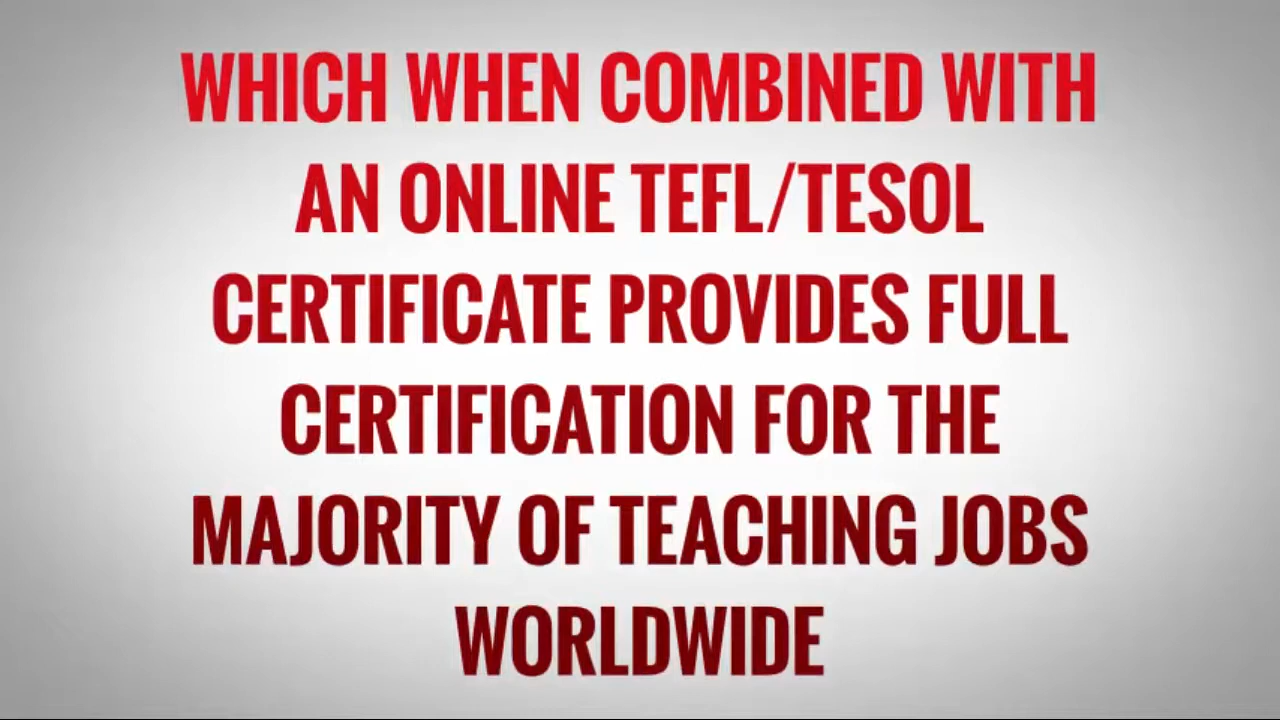 WHICH WHEN COMBINED WITH
AN ONLINE TEFL/TESOL
CERTIFICATE PROVIDES FULL
CERTIFICATION FOR THE
MAJORITY OF TEACHING JOBS
WORLDWIDE